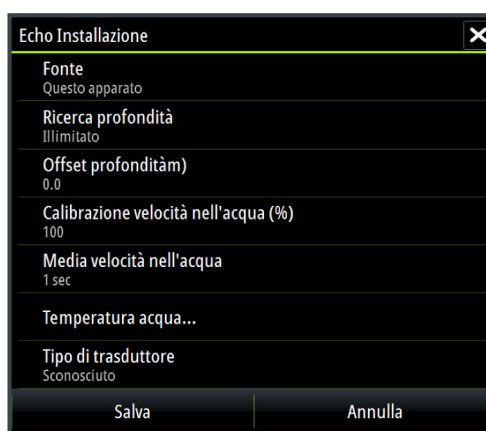 Echo Installazione
Fonte
Questo apparato
Ricerca profondità
Illimitato
Offset profonditàm)
0.0
Calibrazione velocità nell'acqua (%)
100
Media velocità nell'acqua
1 sec
Temperatura acqua...
Tipo di trasduttore
Sconosciuto
Salva
Annulla